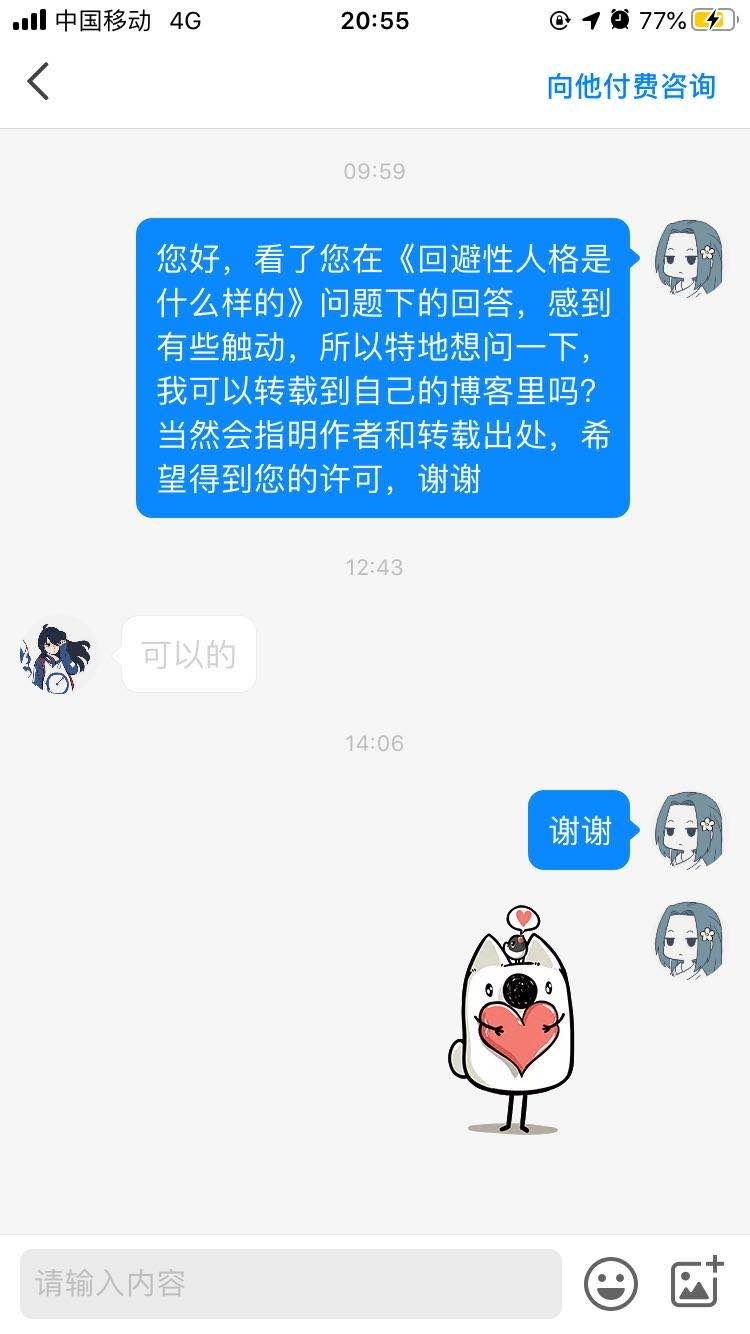 中国移动 4G 20:55 77%
向他付费咨询
09:59
您好，看了您在《回避性人格是
什么样的》问题下的回答，感到
有些触动，所以特地想问一下，
我可以转载到自己的博客里吗？
当然会指明作者和转载出处，希
望得到您的许可，谢谢
12:43
可以的
14:06
谢谢
请输入内容